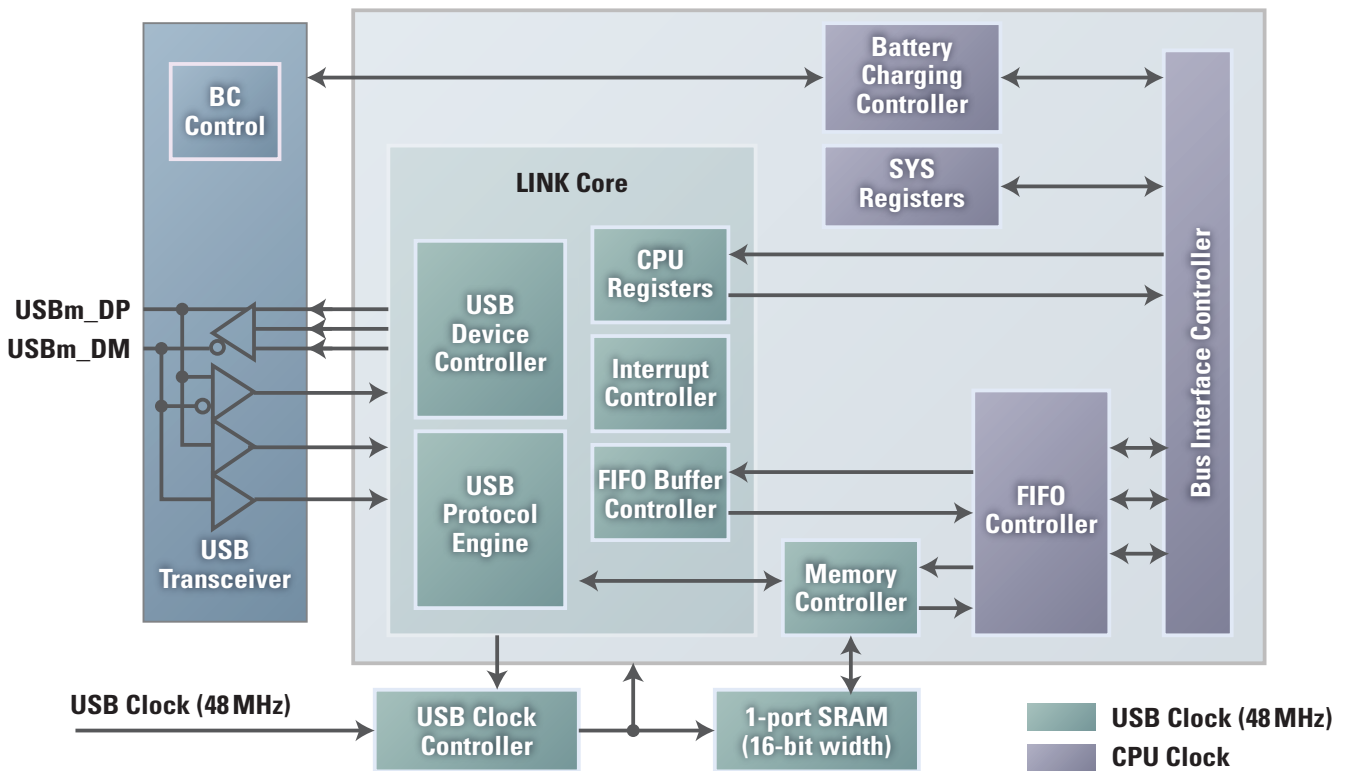 BC
Control
Battery
Charging
Controller
SYS
Registers
LINK Core
USB
Device
Controller
CPU
Registers
Interrupt
Controller
FIFO Buffer
Controller
USB
Protocol
Engine
FIFO
Controller
Memory
Controller
Bus Interface Controller
USBm_DP
USBm_DM
USB
Transceiver
USB Clock (48 MHz)
USB Clock
Controller
1-port SRAM
(16-bit width)
USB Clock (48 MHz)
CPU Clock